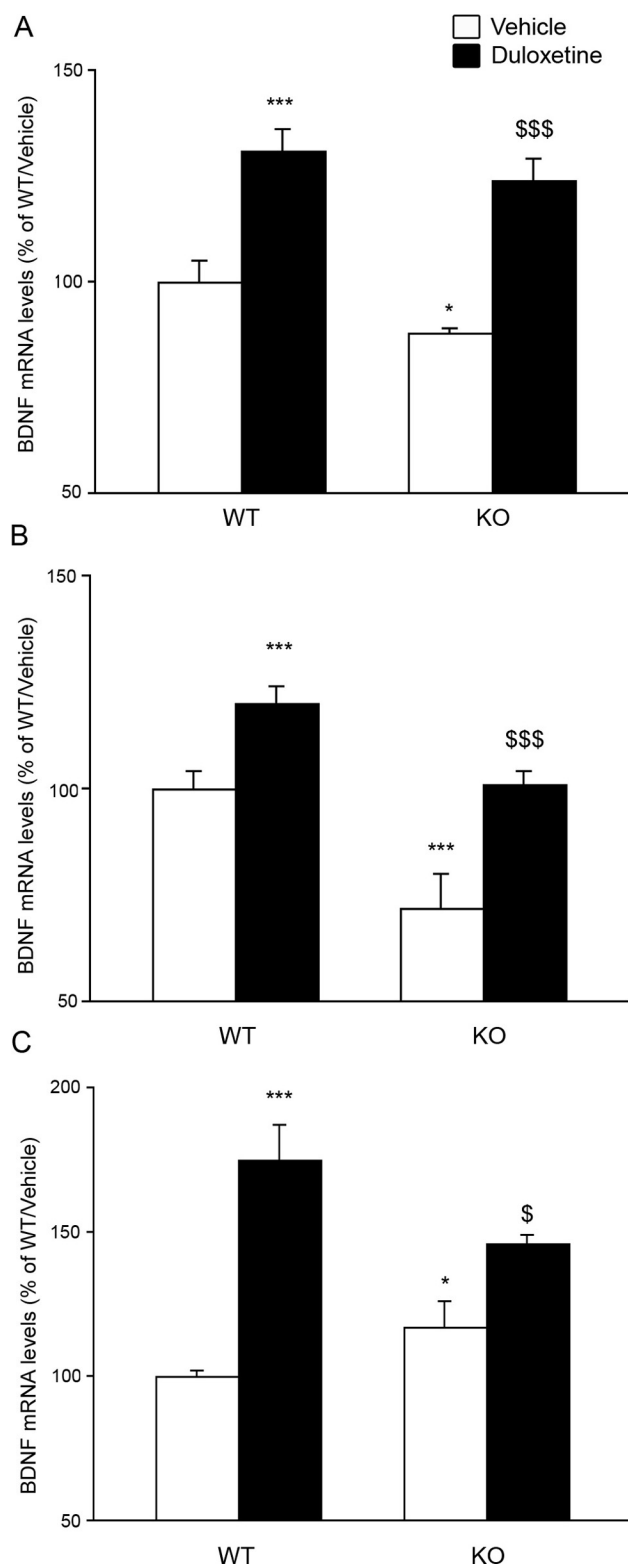 A
Vehicle
Duloxetine
BDNF mRNA levels (% of WT/Vehicle)
150
100
50
***
*
$$$
WT
KO
B
BDNF mRNA levels (% of WT/Vehicle)
150
100
50
***
***
$$$
WT
KO
C
BDNF mRNA levels (% of WT/Vehicle)
200
150
100
50
***
*
$
WT
KO